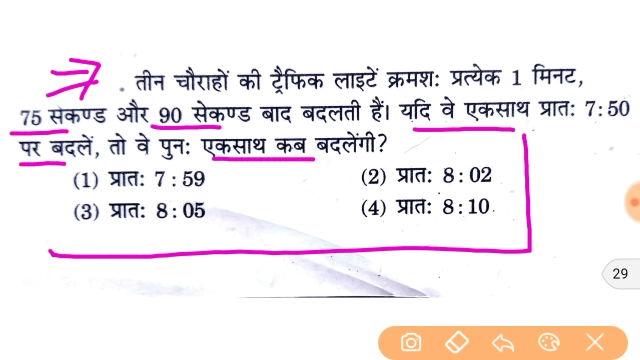 तीन चौराहों की ट्रैफिक लाइटें क्रमश: प्रत्येक 1 मिनट,
75 सेकण्ड और 90 सेकण्ड बाद बदलती हैं। यदि वे एकसाथ प्रात: 7:50
पर बदलें, तो वे पुन: एकसाथ कब बदलेंगी?
(1) प्रात: 7 : 59 (2) प्रात: 8 : 02
(3) प्रात: 8 : 05 (4) प्रात: 8 : 10
29